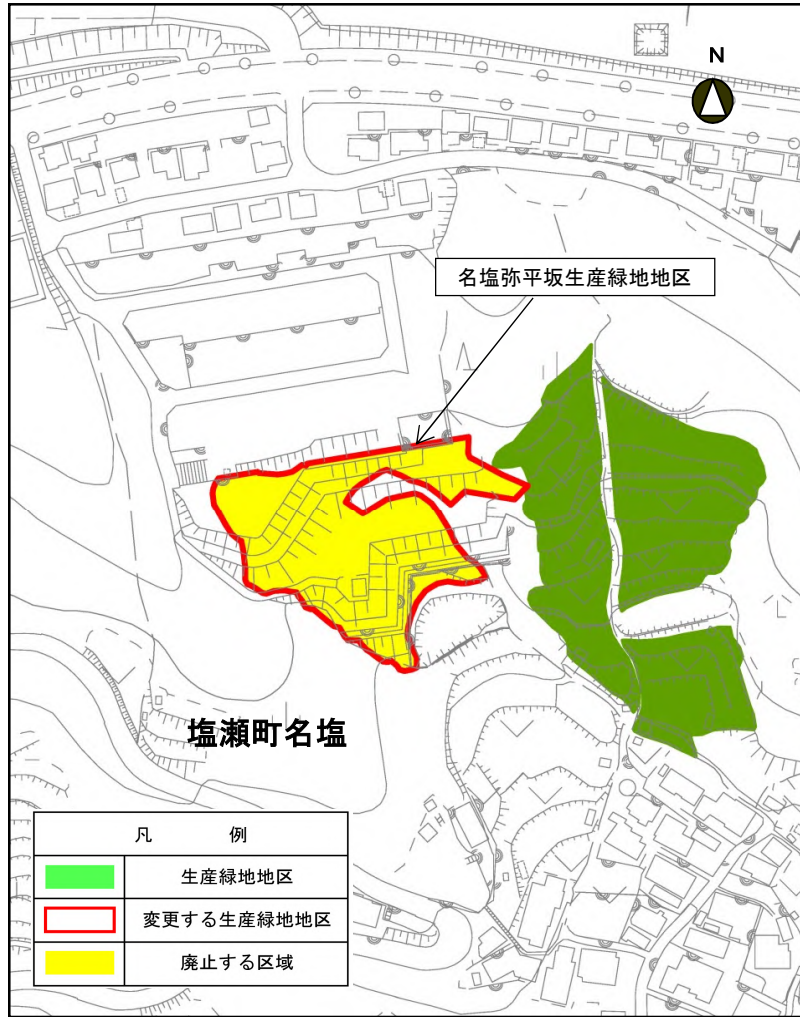 N
名塩弥平坂生産緑地地区
塩瀬町名塩
凡 例
生産緑地地区
変更する生産緑地地区
廃止する区域